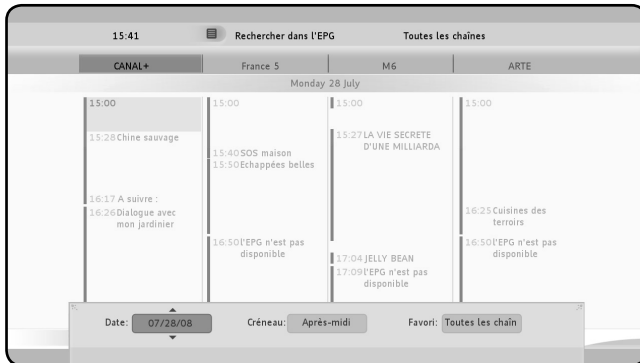 15:41 Rechercher dans l'EPG Toutes les chaînes
CANAL+ France 5 M6 ARTE
Monday 28 July
15:00 15:00 15:00 15:00
15:28 Chine sauvage
15:27 LA VIE SECRETE
D'UNE MILLIARDA
15:40 SOS maison
15:50 Echappées belles
16:17 A suivre :
16:26 Dialogue avec
mon jardinier
16:25 Cuisines des
terroirs
16:50 l'EPG n'est pas
disponible
16:50 l'EPG n'est pas
disponible
17:04 JELLY BEAN
17:09 l'EPG n'est pas
disponible
Date: 07/28/08 Créneau: Après-midi Favori: Toutes les chaîn